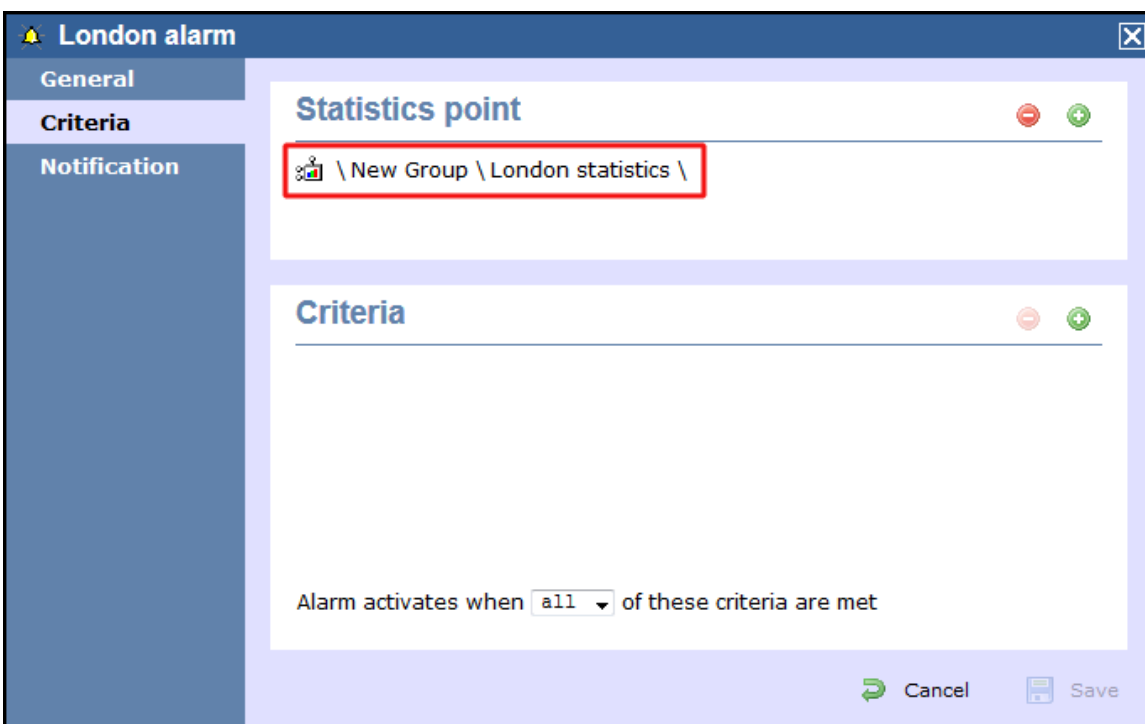 London alarm
General
Criteria
Notification
Statistics point
\ New Group \ London statistics \
Criteria
Alarm activates when all of these criteria are met
Cancel
Save